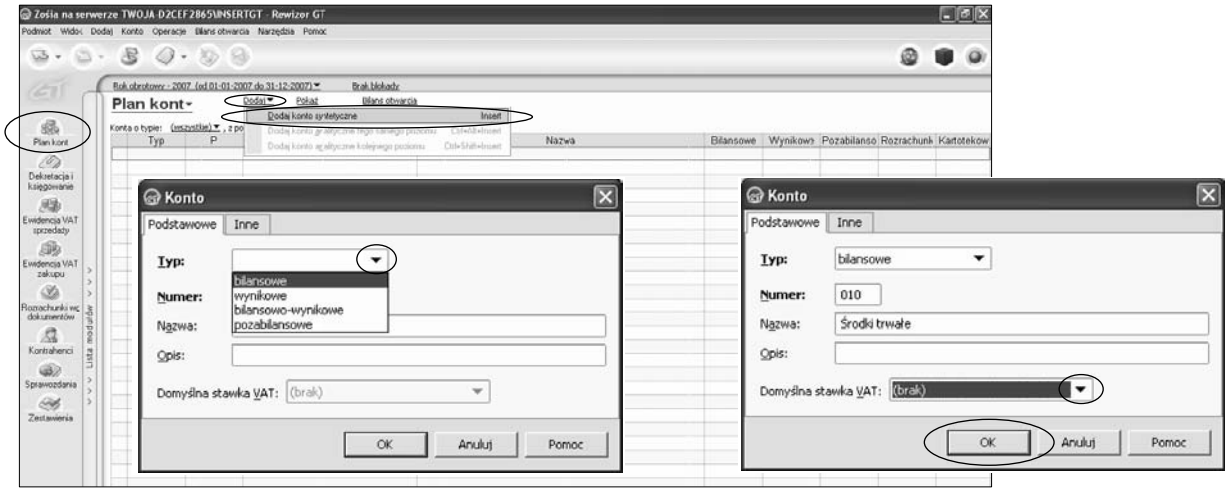 Zośia na serwerze TWOJA-D2CEF2865\INSERTGT - Rewizor GT
Podmiot Widok Dodaj Konto Operacje Bilans otwarcia Narzędzia Pomoc
Rok obrotowy - 2007 (od 01-01-2007 do 31-12-2007) Brak blokady
Plan kont Dodaj Pokaż Bilans otwarcia
Dodaj konto syntetyczne Insert
Konta o typie: (wszystkie) , z po
Dodaj konto analityczne tego samego poziomu Ctrl+Alt+Insert
Dodaj konto analityczne kolejnego poziomu Ctrl+Shift+Insert
Typ P Nazwa Bilansowe Wynikowe Pozabilanso Rozrachunk Kartotekow
GT
Plan kont
Dekretacja i
księgowanie
Ewidencja VAT
sprzedaży
Ewidencja VAT
zakupu
Rozrachunki wg
dokumentów
Kontrahenci
Sprawozdania
Zestawienia
Lista modułów
Konto
Podstawowe Inne
Typ:
bilansowe
wynikowe
bilansowo-wynikowe
pozabilansowe
Numer:
Nazwa:
Opis:
Domyślna stawka VAT: (brak)
OK Anuluj Pomoc
Konto
Podstawowe Inne
Typ: bilansowe
Numer: 010
Nazwa: Środki trwałe
Opis:
Domyślna stawka VAT: (brak)
OK Anuluj Pomoc